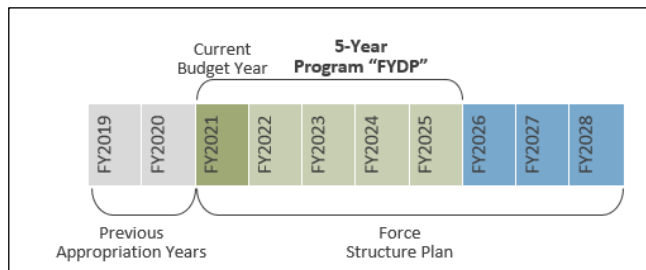 Current
Budget Year
5-Year
Program “FYDP”
FY2019
FY2020
FY2021
FY2022
FY2023
FY2024
FY2025
FY2026
FY2027
FY2028
Previous
Appropriation Years
Force
Structure Plan